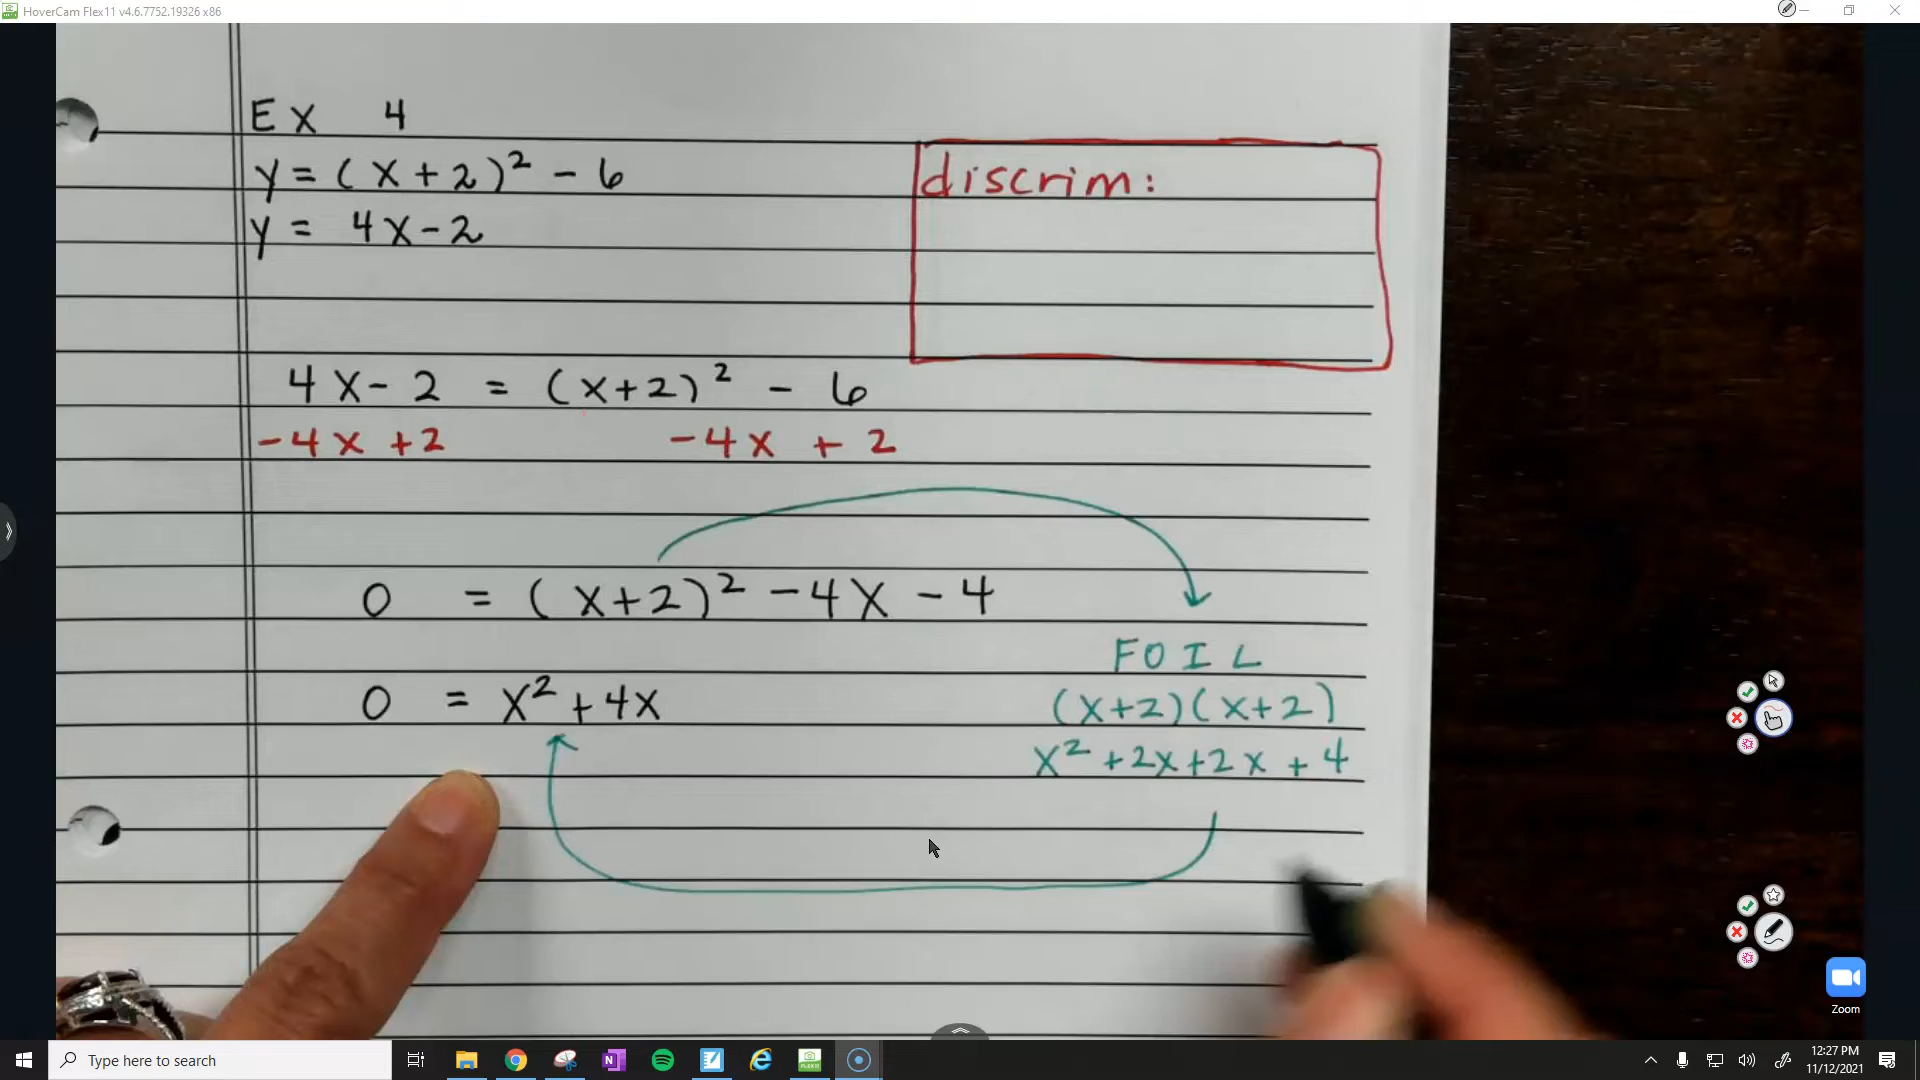 HoverCam Flex11 v4.6.7752.19326 x86
Ex 4
y = (x+2)² - 6
y = 4x-2
discrim:
4x-2 = (x+2)² - 6
-4x +2 -4x + 2
0 = (x+2)² -4x -4
FOIL
0 = x² +4x
(x+2)(x+2)
x² +2x+2x +4
Zoom
Type here to search
12:27 PM
11/12/2021